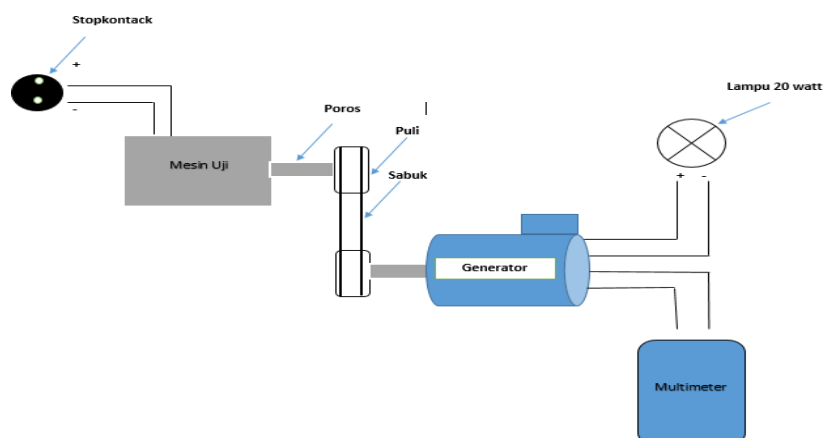 Stopkontack
+
-
Mesin Uji
Poros
Puli
Sabuk
Generator
Lampu 20 watt
+ -
Multimeter